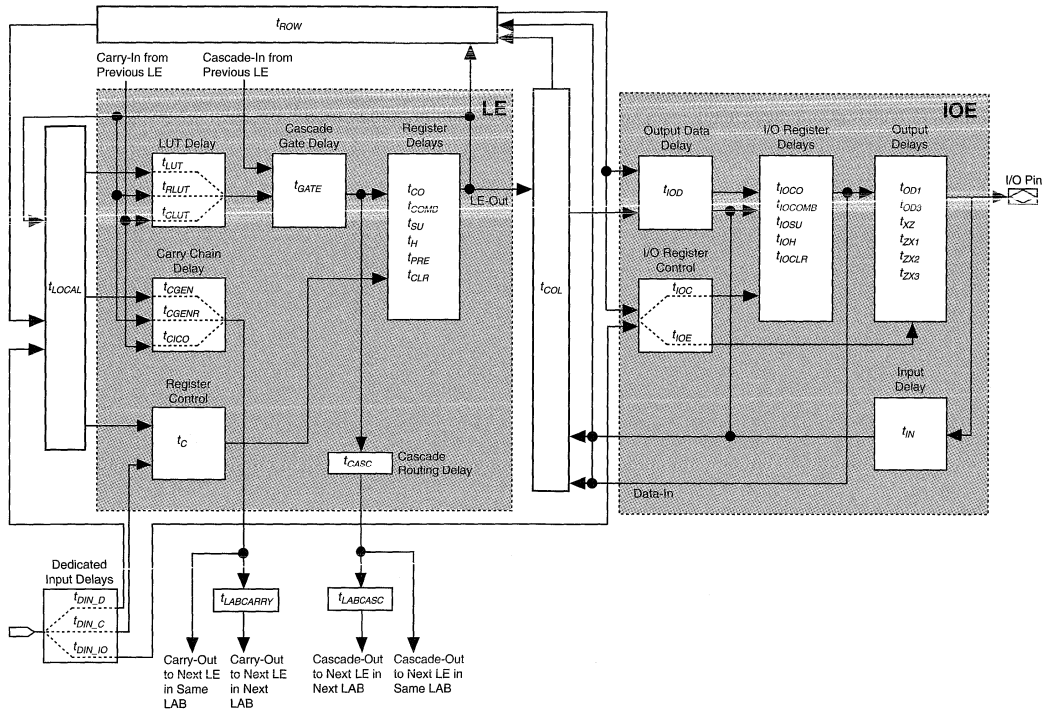 tROW
Carry-In from
Previous LE
Cascade-In from
Previous LE
LE
IOE
LUT Delay
tLUT
tRLUT
tCLUT
Cascade
Gate Delay
tGATE
Register
Delays
tCO
tCOMB
tSU
tH
tPRE
tCLR
LE-Out
Carry Chain
Delay
tCGEN
tCGENR
tCICO
tLOCAL
Register
Control
tC
tCASC
Cascade
Routing Delay
tCOL
Output Data
Delay
tIOD
I/O Register
Delays
tIOCO
tIOCOMB
tIOSU
tIOH
tIOCLR
Output
Delays
tOD1
tOD3
tXZ
tZX1
tZX2
tZX3
I/O Pin
I/O Register
Control
tIOC
tIOE
Input
Delay
tIN
Data-In
Dedicated
Input Delays
tDIN_D
tDIN_C
tDIN_IO
tLABCARRY
tLABCASC
Carry-Out
to Next LE
in Same
LAB
Carry-Out
to Next LE
in Next
LAB
Cascade-Out
to Next LE in
Next LAB
Cascade-Out
to Next LE in
Same LAB